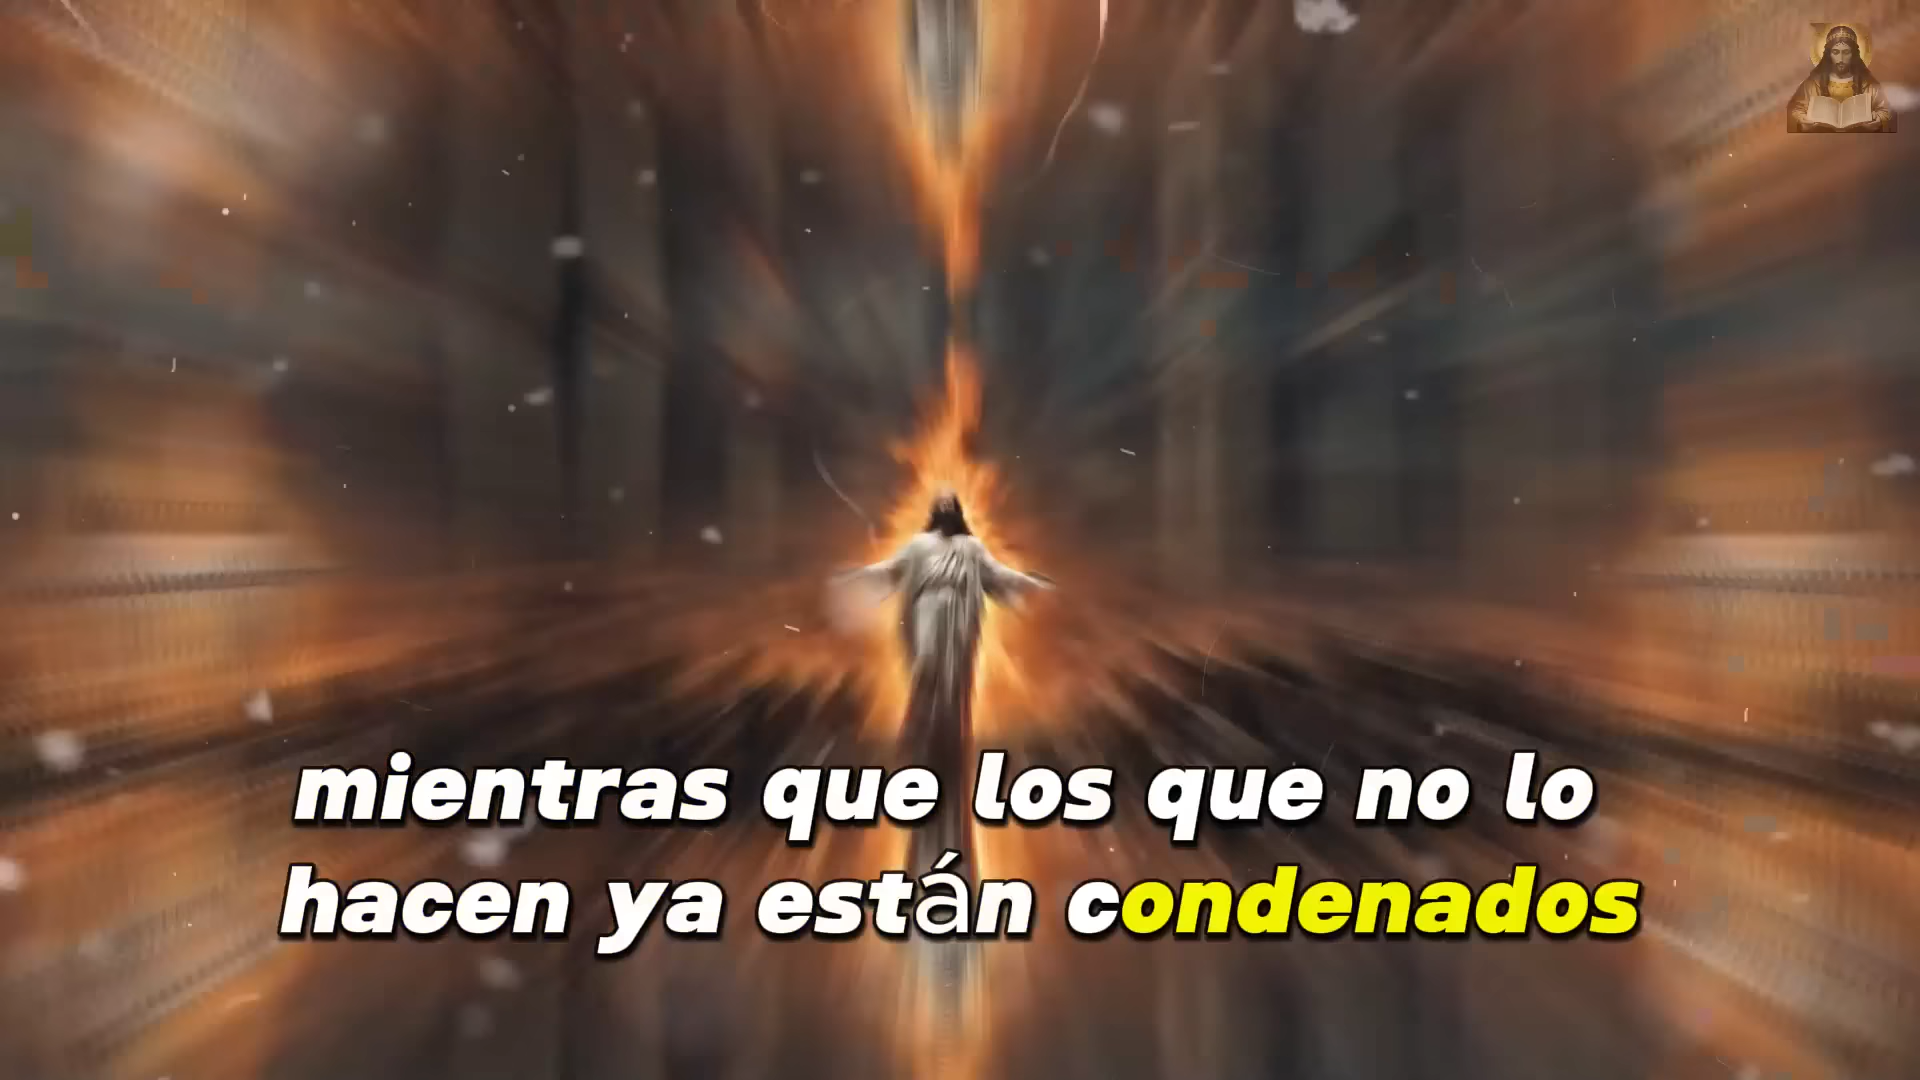 mientras que los que no lo
hacen ya están condenados